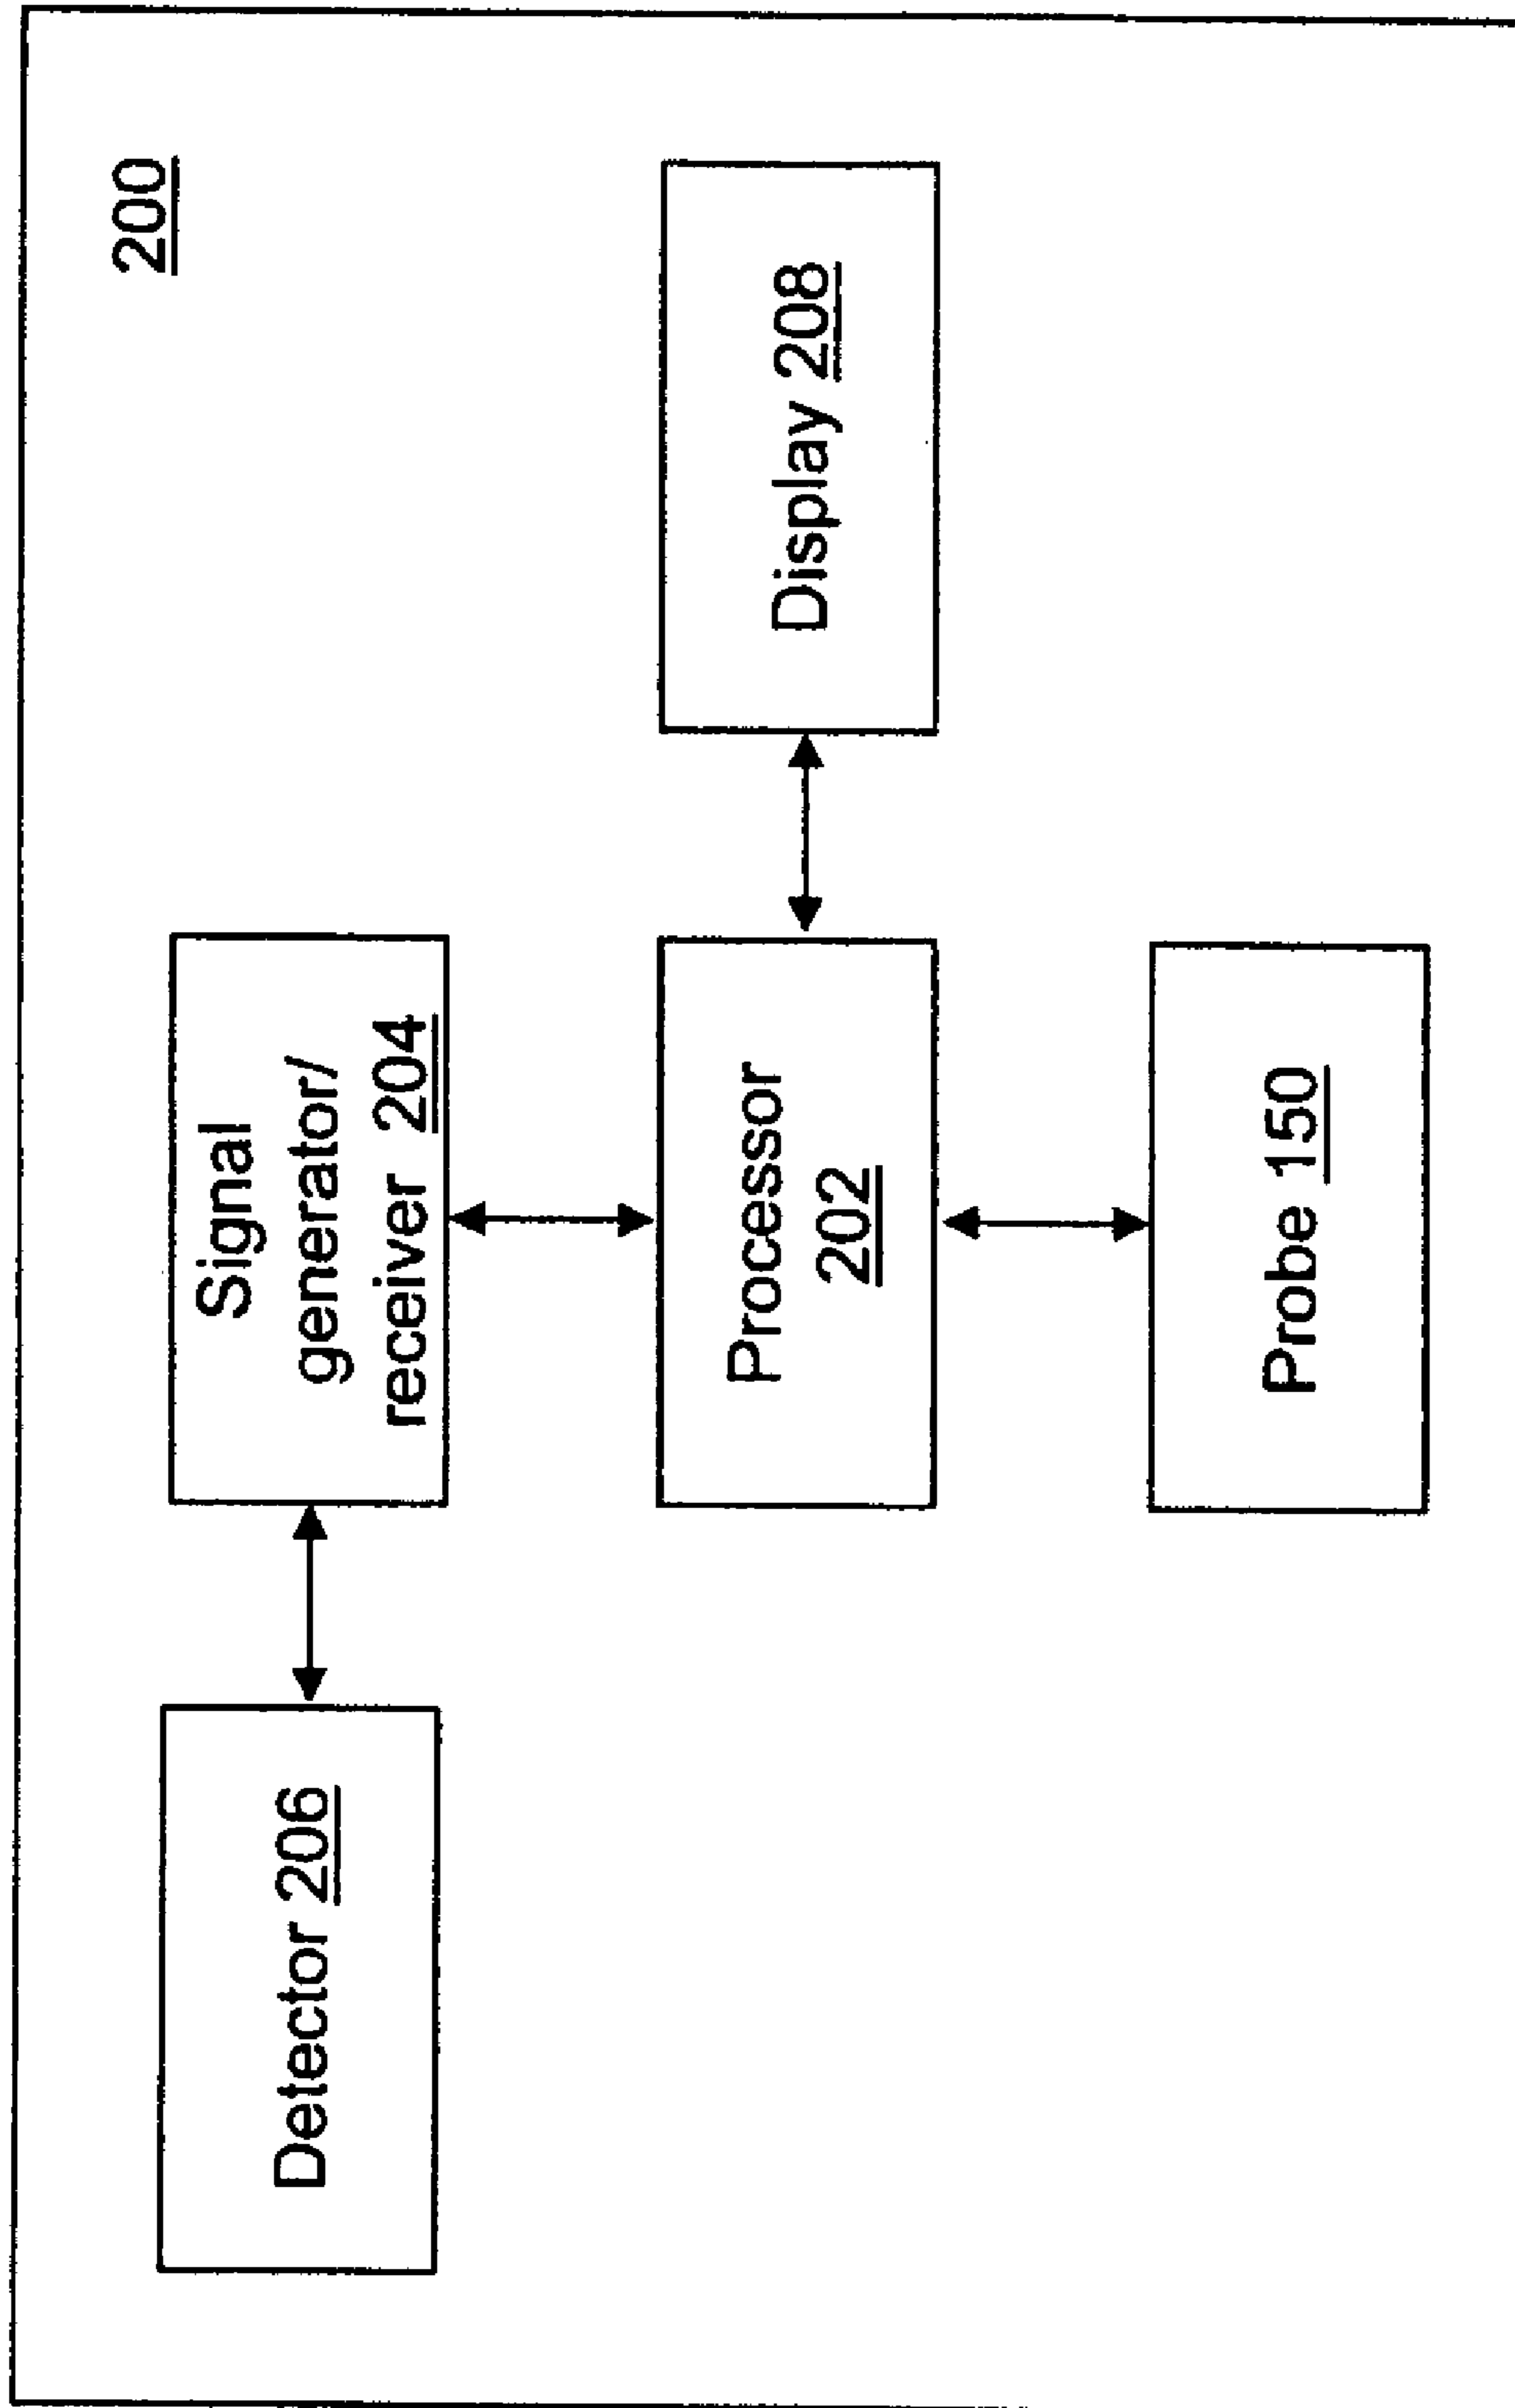 200
Detector 206
Signal
generator/
receiver 204
Processor
202
Display 208
Probe 150